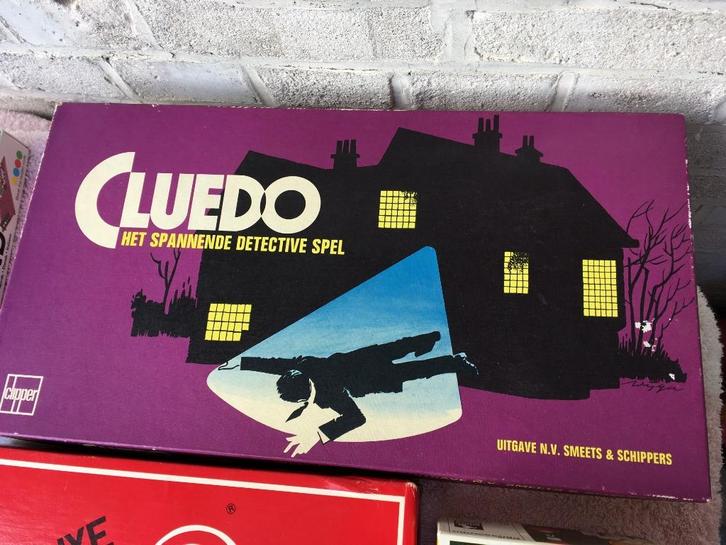 CLUEDO
HET SPANNENDE DETECTIVE SPEL
clipper
UITGAVE N.V. SMEETS & SCHIPPERS
®